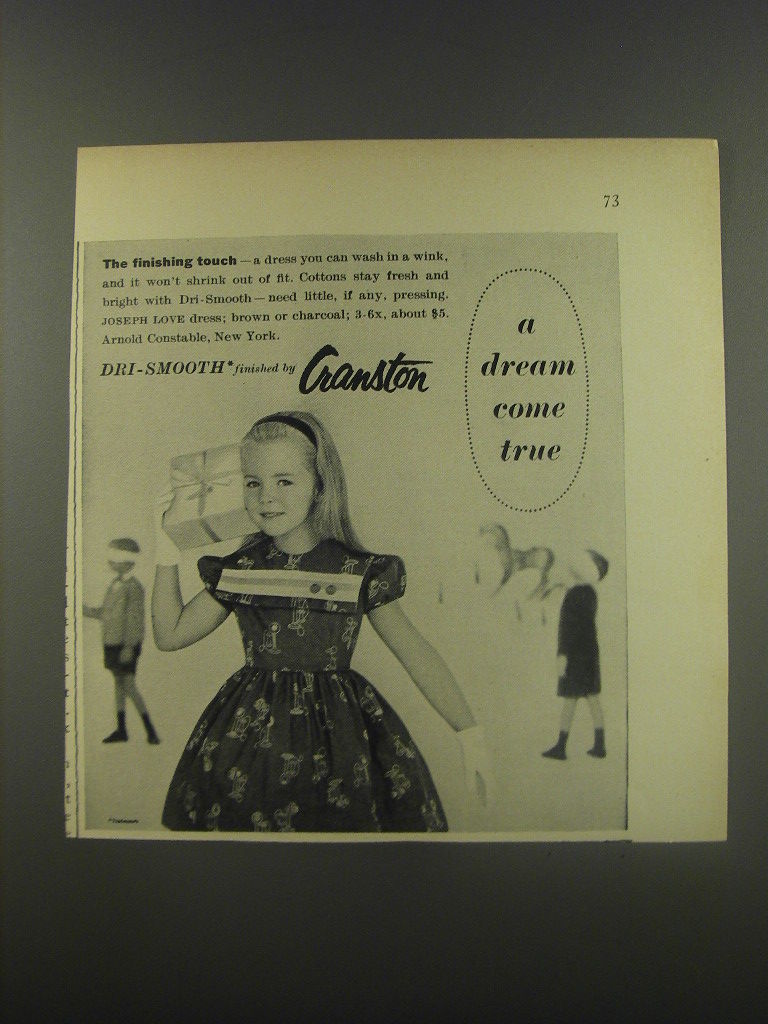 73
The finishing touch — a dress you can wash in a wink,
and it won't shrink out of fit. Cottons stay fresh and
bright with Dri-Smooth — need little, if any, pressing.
JOSEPH LOVE dress; brown or charcoal; 3-6x, about $5.
Arnold Constable, New York.
DRI-SMOOTH* finished by Cranston
a
dream
come
true